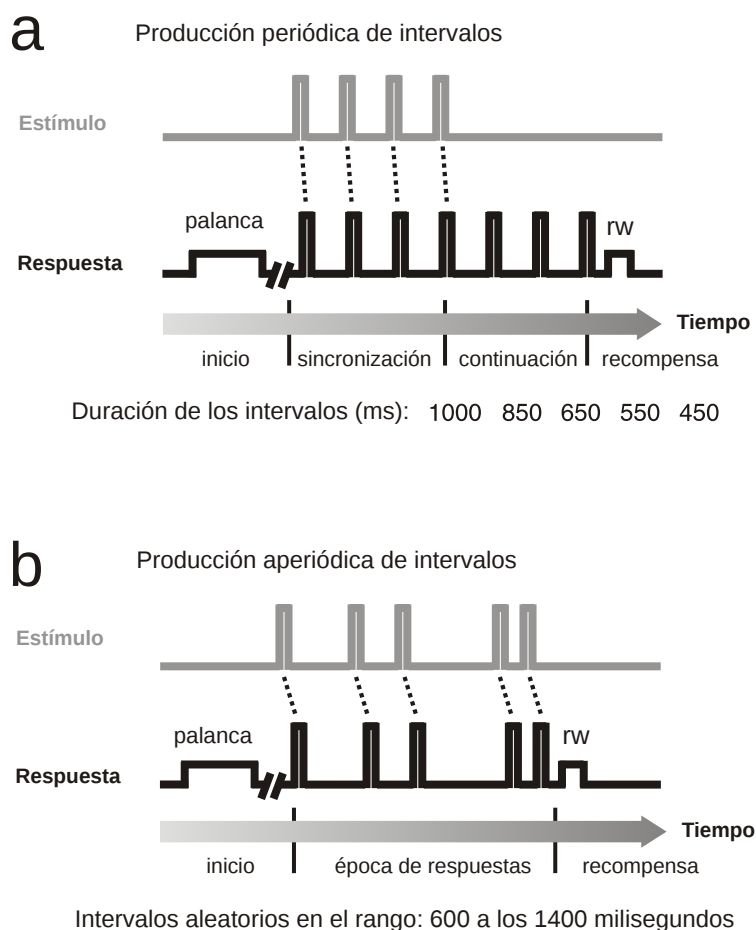 a
Producción periódica de intervalos
Estímulo
palanca
rw
Respuesta
Tiempo
inicio sincronización continuación recompensa
Duración de los intervalos (ms): 1000 850 650 550 450
b
Producción aperiódica de intervalos
Estímulo
palanca
rw
Respuesta
Tiempo
inicio época de respuestas recompensa
Intervalos aleatorios en el rango: 600 a los 1400 milisegundos